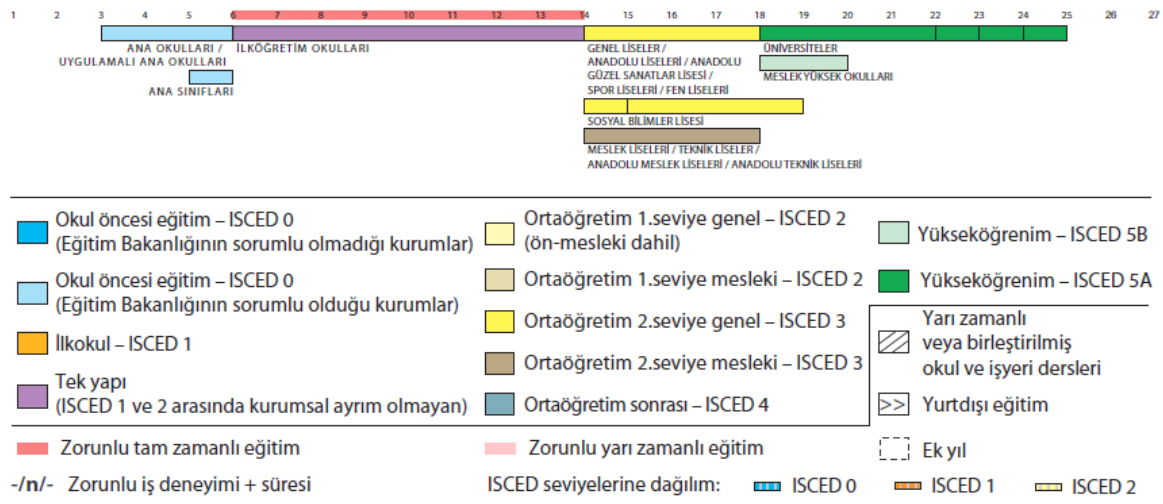 1 2 3 4 5 6 7 8 9 10 11 12 13 14 15 16 17 18 19 20 21 22 23 24 25 26 27
ANA OKULLARI /
UYGULAMALI ANA OKULLARI
ANA SINIFLARI
İLKÖĞRETİM OKULLARI
GENEL LİSELER /
ANADOLU LİSELERİ / ANADOLU
GÜZEL SANATLAR LİSESİ /
SPOR LİSELERİ / FEN LİSELERİ
SOSYAL BİLİMLER LİSESİ
MESLEK LİSELERİ / TEKNİK LİSELER /
ANADOLU MESLEK LİSELERİ / ANADOLU TEKNİK LİSELERİ
ÜNİVERSİTELER
MESLEK YÜKSEK OKULLARI
Okul öncesi eğitim – ISCED 0
(Eğitim Bakanlığının sorumlu olmadığı kurumlar)
Okul öncesi eğitim – ISCED 0
(Eğitim Bakanlığının sorumlu olduğu kurumlar)
İlkokul – ISCED 1
Tek yapı
(ISCED 1 ve 2 arasında kurumsal ayrım olmayan)
Ortaöğretim 1.seviye genel – ISCED 2
(ön-mesleki dahil)
Ortaöğretim 1.seviye mesleki – ISCED 2
Ortaöğretim 2.seviye genel – ISCED 3
Ortaöğretim 2.seviye mesleki – ISCED 3
Ortaöğretim sonrası – ISCED 4
Yükseköğrenim – ISCED 5B
Yükseköğrenim – ISCED 5A
Yarı zamanlı
veya birleştirilmiş
okul ve işyeri dersleri
>> Yurtdışı eğitim
Zorunlu tam zamanlı eğitim
Zorunlu yarı zamanlı eğitim
Ek yıl
-/n/- Zorunlu iş deneyimi + süresi
ISCED seviyelerine dağılım: ISCED 0 ISCED 1 ISCED 2